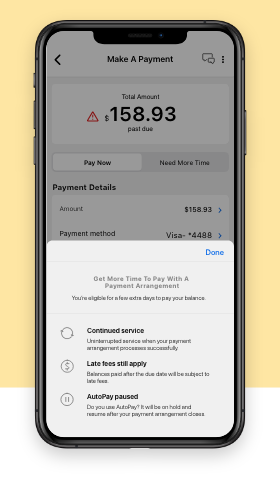 Make A Payment
Total Amount
$158.93
past due
Pay Now
Need More Time
Payment Details
Amount
$158.93
Payment method
Visa- *4488
Done
Get More Time To Pay With A
Payment Arrangement
You're eligible for a few extra days to pay your balance.
Continued service
Uninterrupted service when your payment
arrangement processes successfully.
Late fees still apply
Balances paid after the due date will be subject to
late fees.
AutoPay paused
Do you use AutoPay? It will be on hold and
resume after your payment arrangement closes.